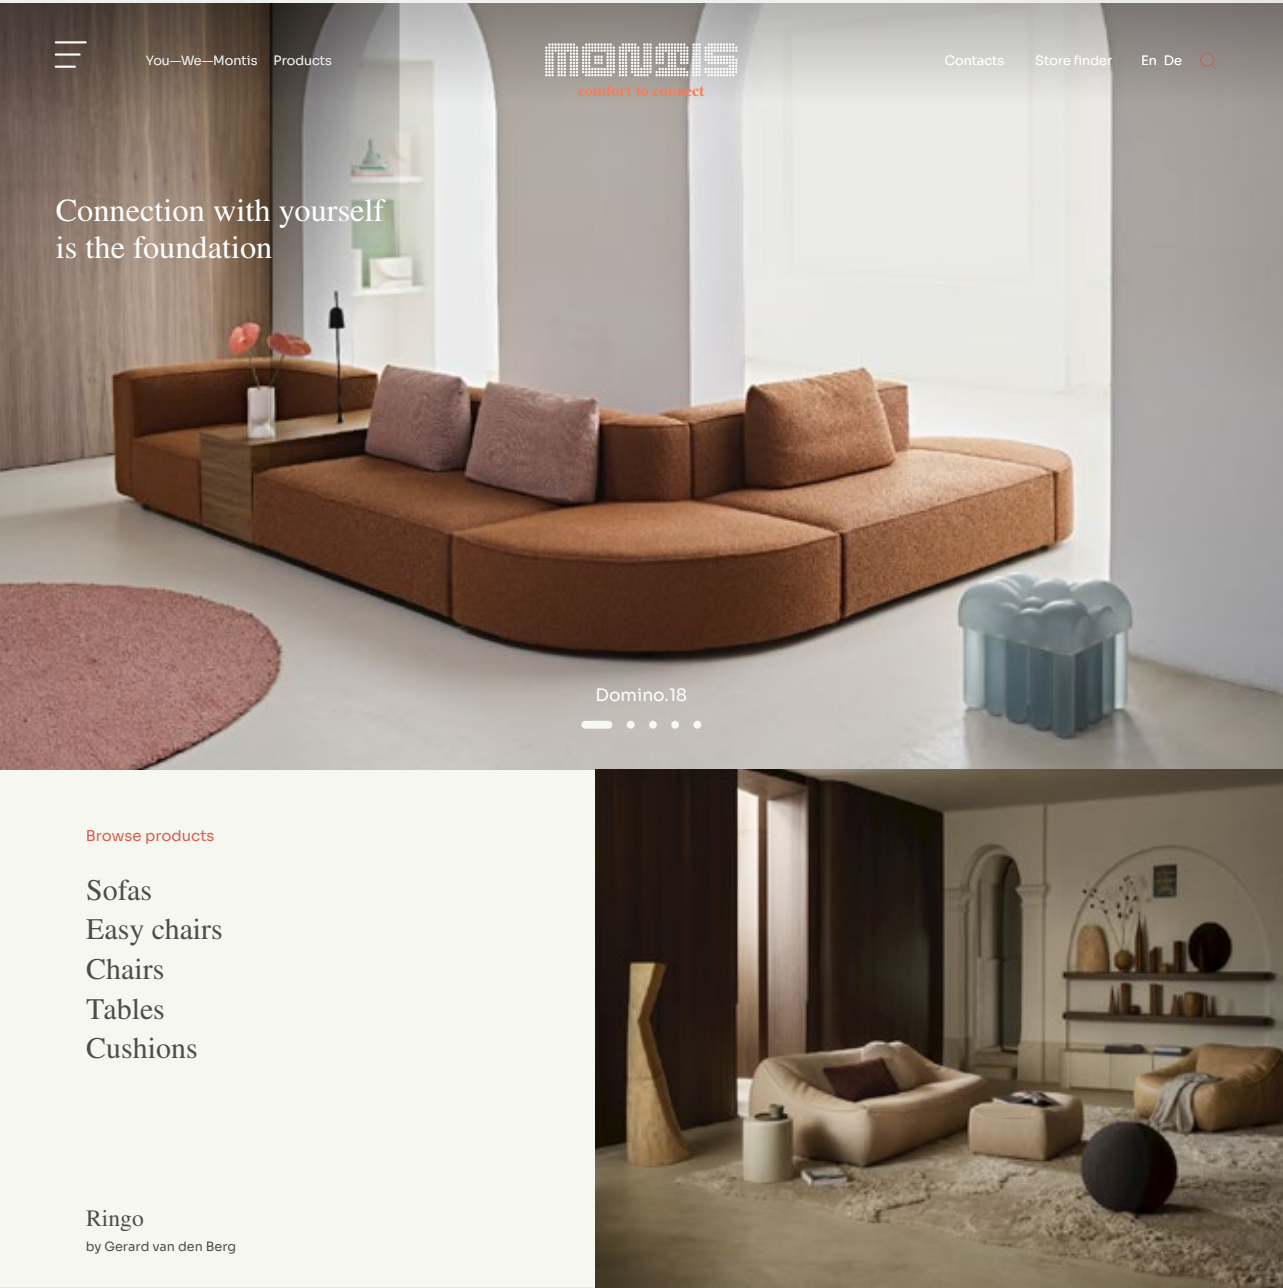 You—We—Montis Products
MONTIS
comfort to connect
Contacts Store finder En De
Connection with yourself
is the foundation
Domino.18
Browse products
Sofas
Easy chairs
Chairs
Tables
Cushions
Ringo
by Gerard van den Berg